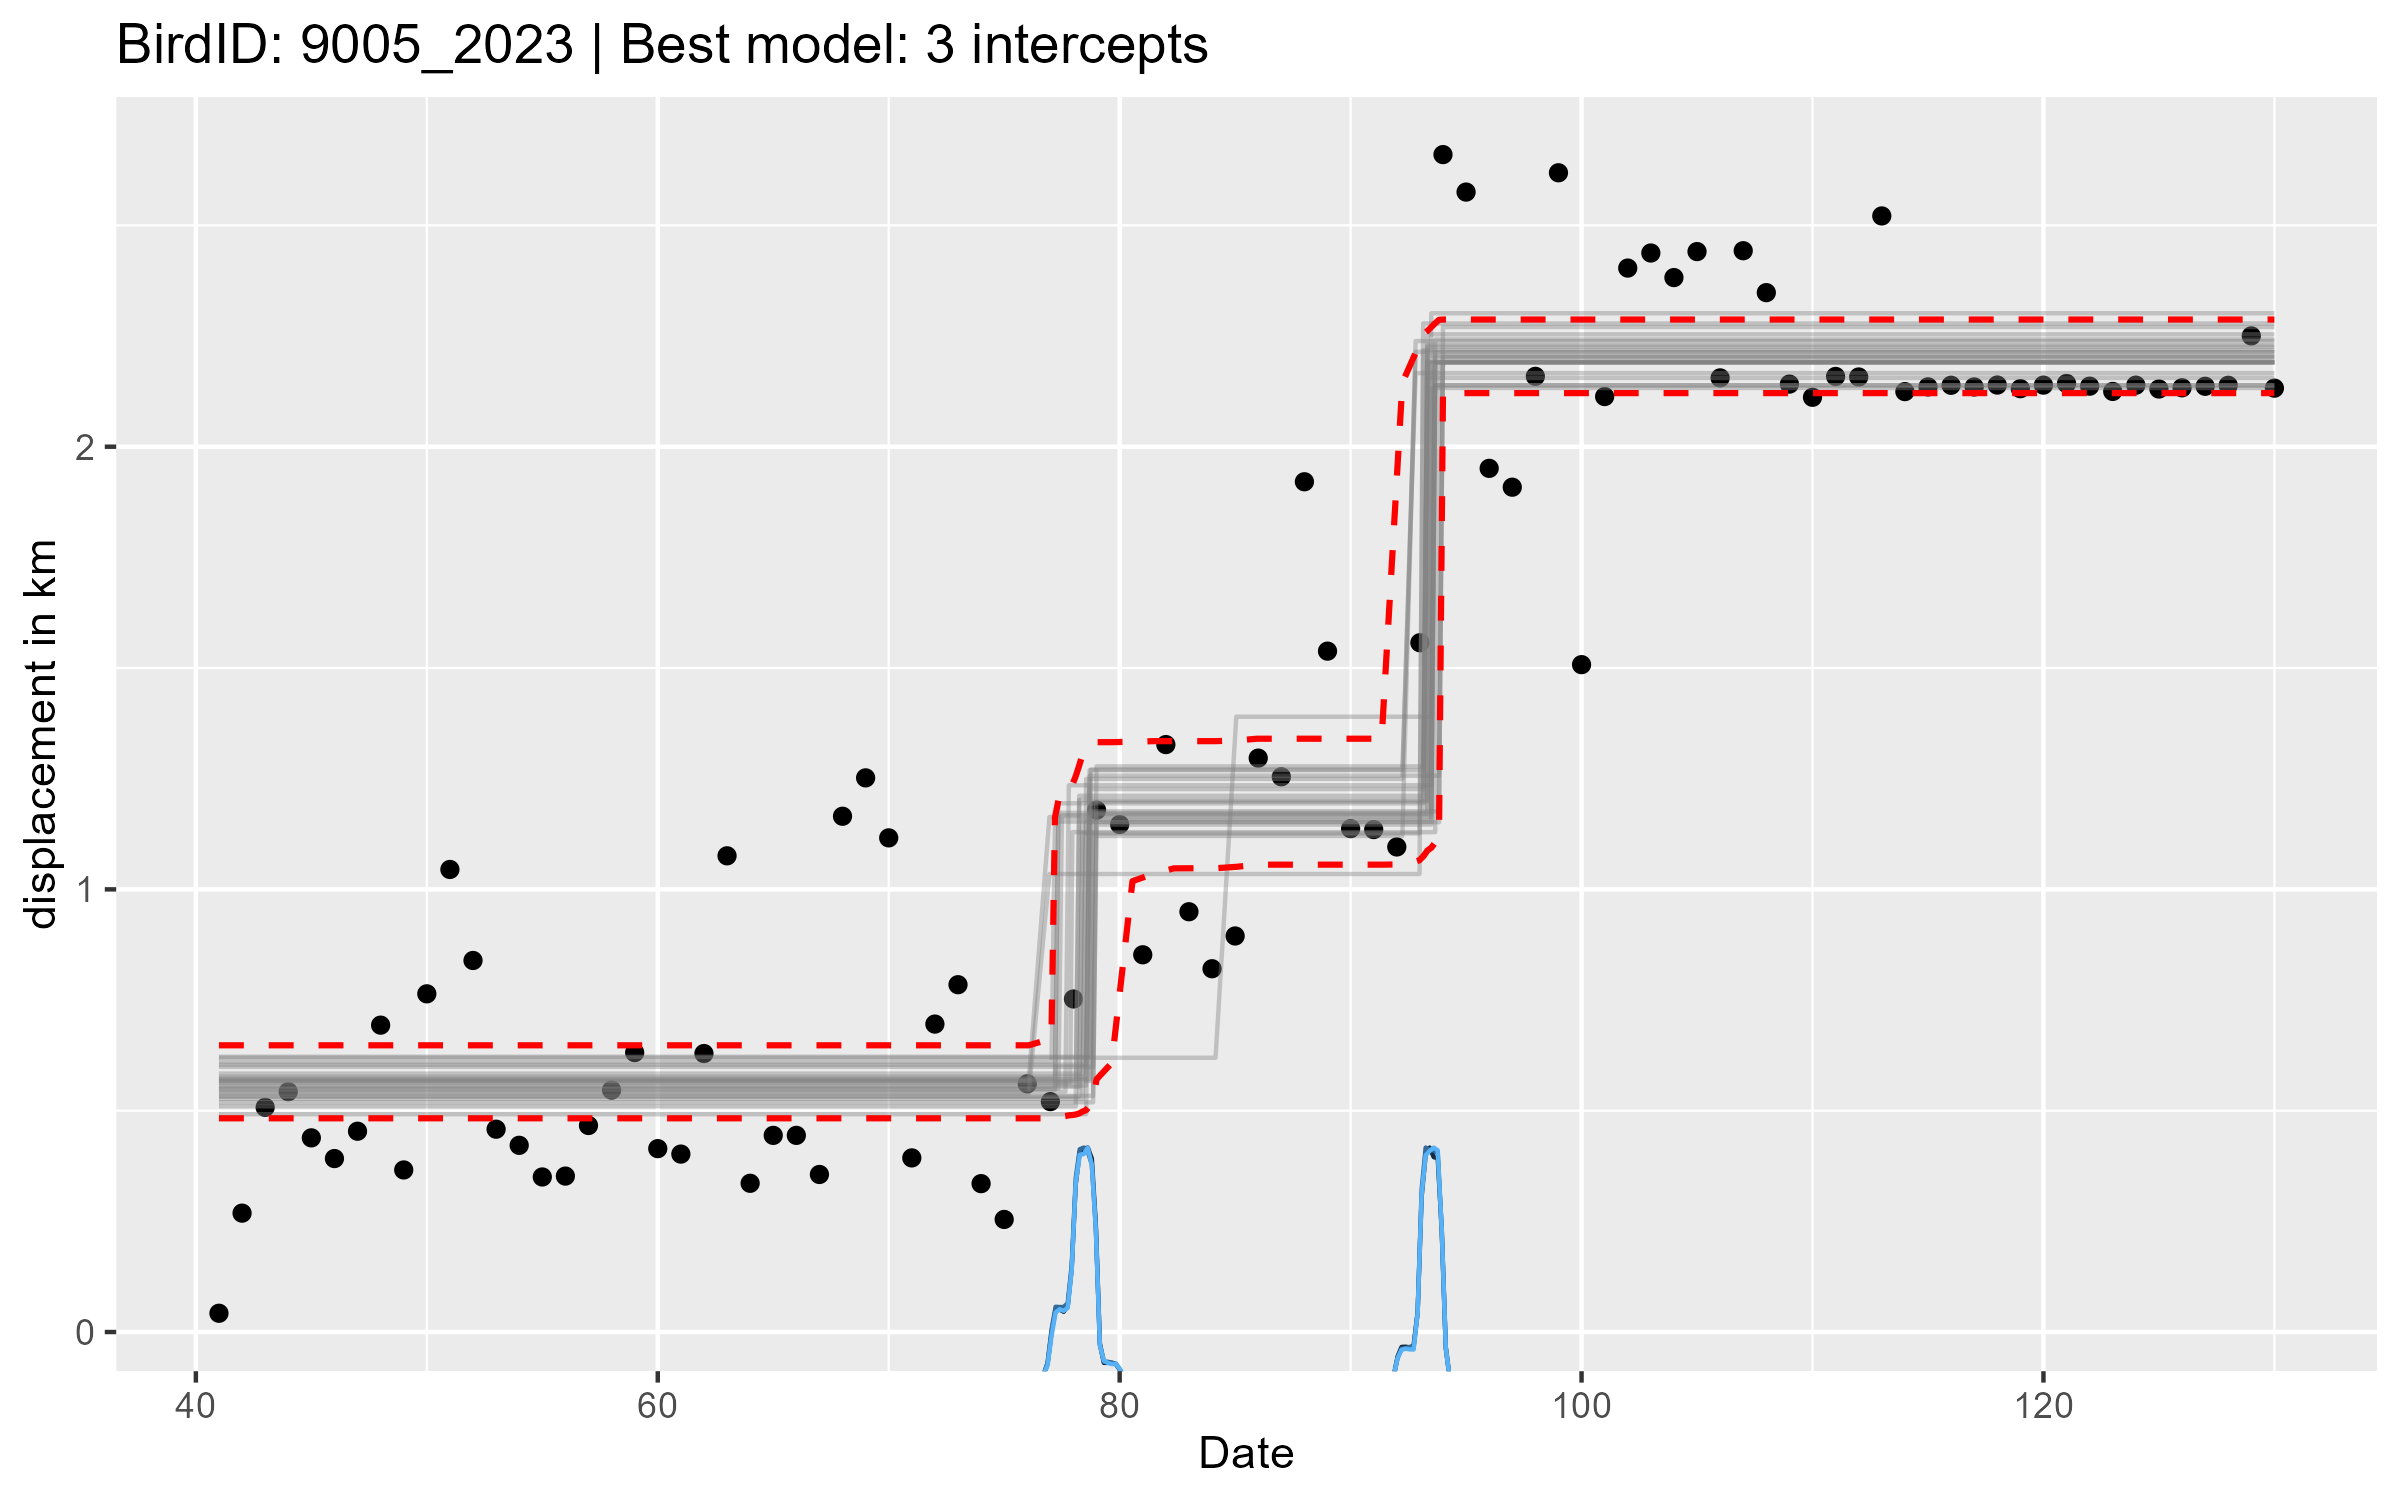 BirdID: 9005_2023 | Best model: 3 intercepts
displacement in km
2
1
0
40 60 80 100 120
Date